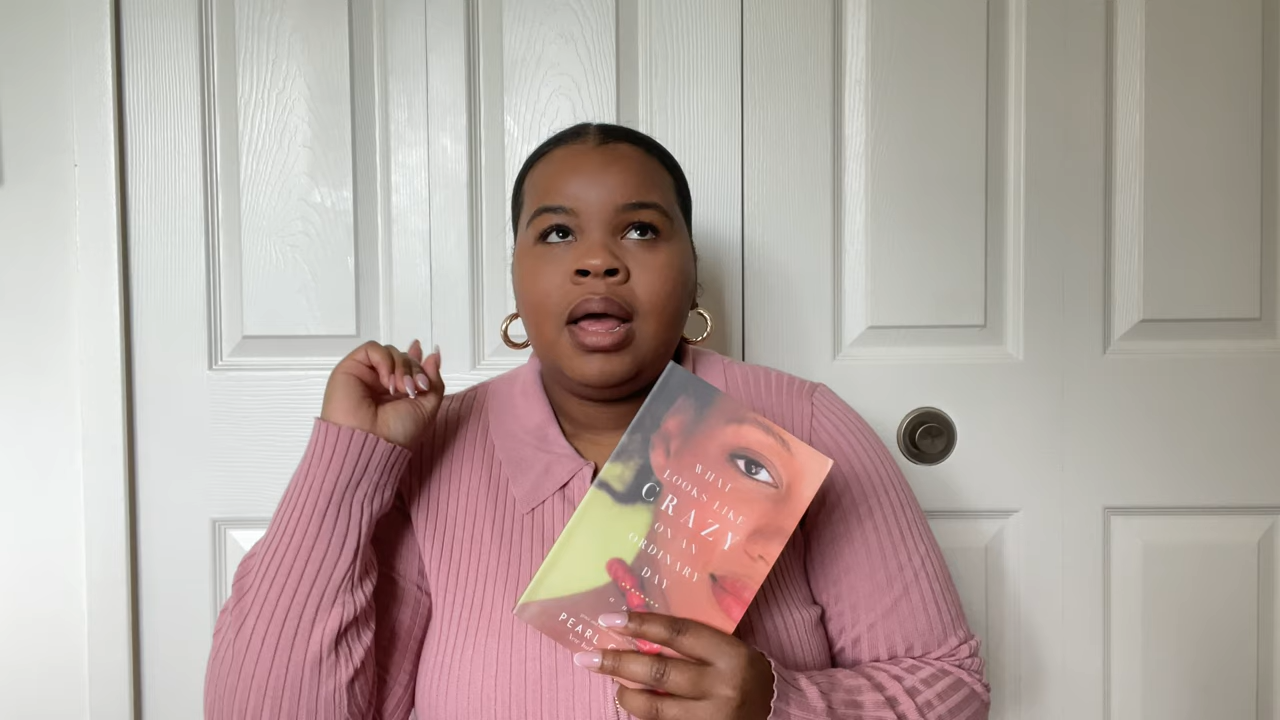 WHAT
LOOKS LIKE
CRAZY
ON AN
ORDINARY
DAY
PEARL